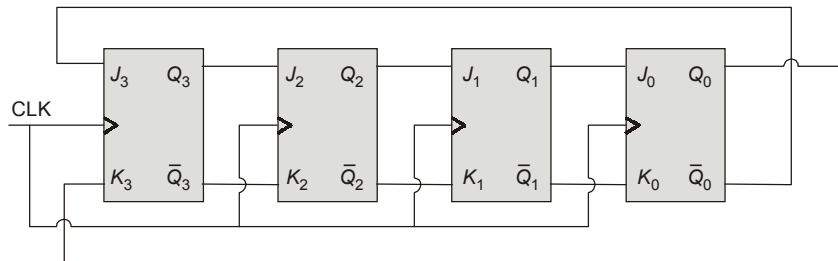 J₃ Q₃ J₂ Q₂ J₁ Q₁ J₀ Q₀
CLK
K₃ Q̅₃ K₂ Q̅₂ K₁ Q̅₁ K₀ Q̅₀